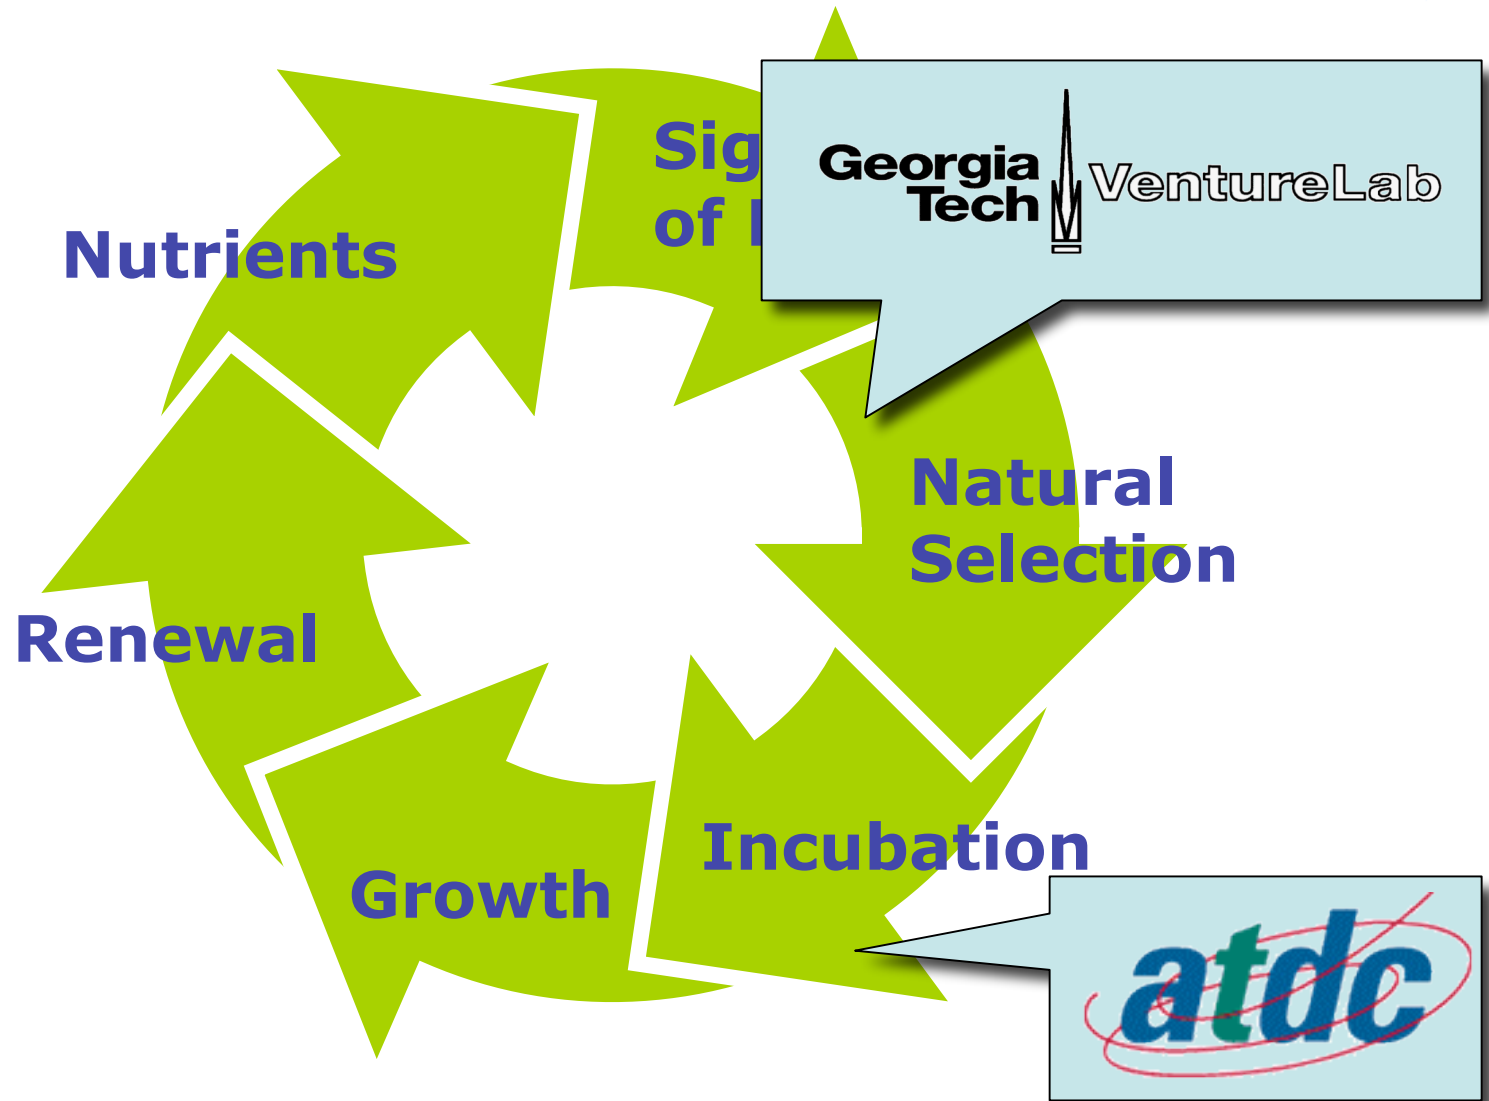 Nutrients
Sig
of
Georgia
Tech
VentureLab
Natural
Selection
Renewal
Incubation
Growth
atdc